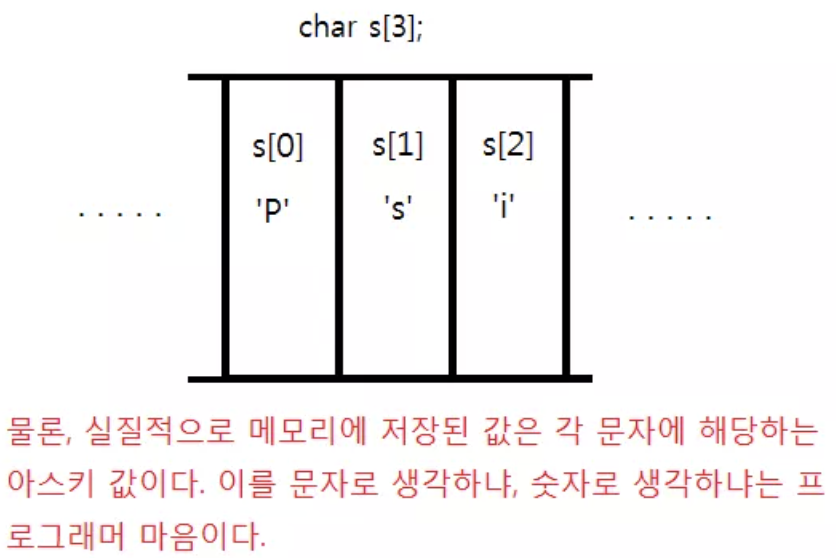 char s[3];
s[0] s[1] s[2]
'P' 's' 'i'
. . . . . . . . . .
물론, 실질적으로 메모리에 저장된 값은 각 문자에 해당하는
아스키 값이다. 이를 문자로 생각하냐, 숫자로 생각하냐는 프
로그래머 마음이다.